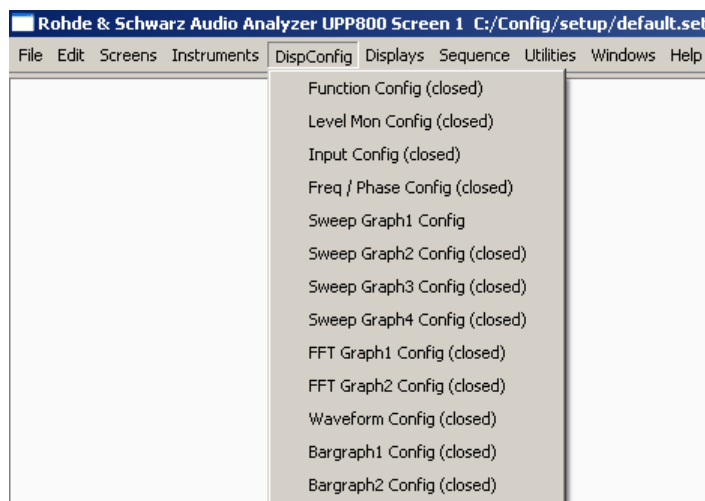 Rohde & Schwarz Audio Analyzer UPP800 Screen 1 C:/Config/setup/default.set
File Edit Screens Instruments DispConfig Displays Sequence Utilities Windows Help
Function Config (closed)
Level Mon Config (closed)
Input Config (closed)
Freq / Phase Config (closed)
Sweep Graph1 Config
Sweep Graph2 Config (closed)
Sweep Graph3 Config (closed)
Sweep Graph4 Config (closed)
FFT Graph1 Config (closed)
FFT Graph2 Config (closed)
Waveform Config (closed)
Bargraph1 Config (closed)
Bargraph2 Config (closed)